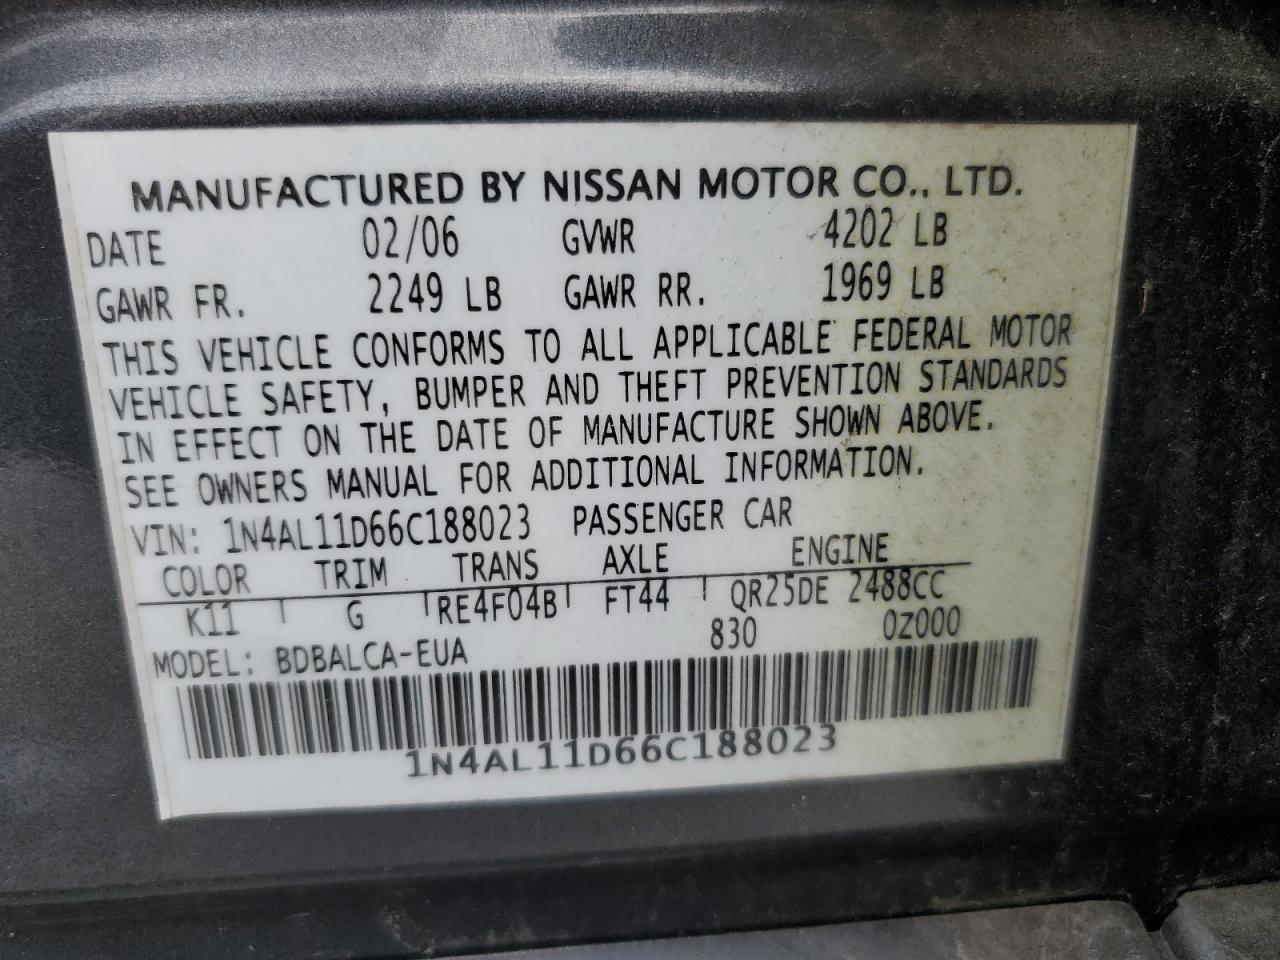 MANUFACTURED BY NISSAN MOTOR CO., LTD.
DATE 02/06 GVWR 4202 LB
GAWR FR. 2249 LB GAWR RR. 1969 LB
THIS VEHICLE CONFORMS TO ALL APPLICABLE FEDERAL MOTOR
VEHICLE SAFETY, BUMPER AND THEFT PREVENTION STANDARDS
IN EFFECT ON THE DATE OF MANUFACTURE SHOWN ABOVE.
SEE OWNERS MANUAL FOR ADDITIONAL INFORMATION.
VIN: 1N4AL11D66C188023 PASSENGER CAR
COLOR TRIM TRANS AXLE ENGINE
K11 G RE4F04B FT44 QR25DE 2488CC
830 0Z000
MODEL: BDBALCA-EUA
1N4AL11D66C188023